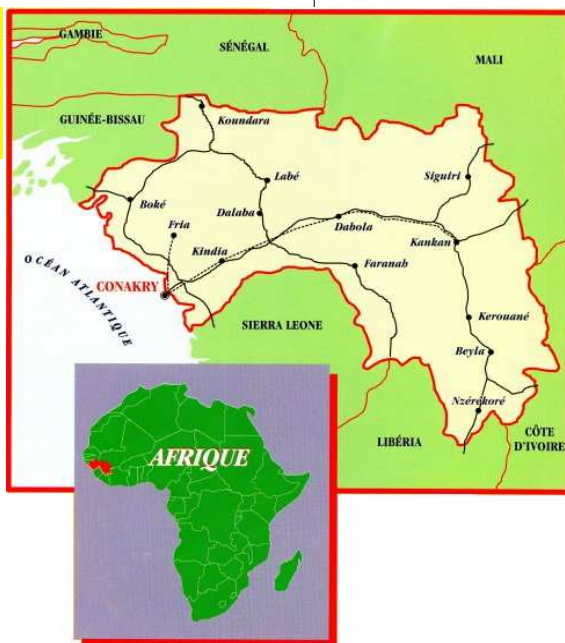 GAMBIE
SÉNÉGAL
MALI
GUINÉE-BISSAU
Koundara
Labé
Siguiri
Boké
Dalaba
Fria
Dabola
Kankan
Kindia
Faranah
OCÉAN ATLANTIQUE
CONAKRY
SIERRA LEONE
Kerouané
Beyla
Nzérékoré
LIBÉRIA
CÔTE
D'IVOIRE
AFRIQUE